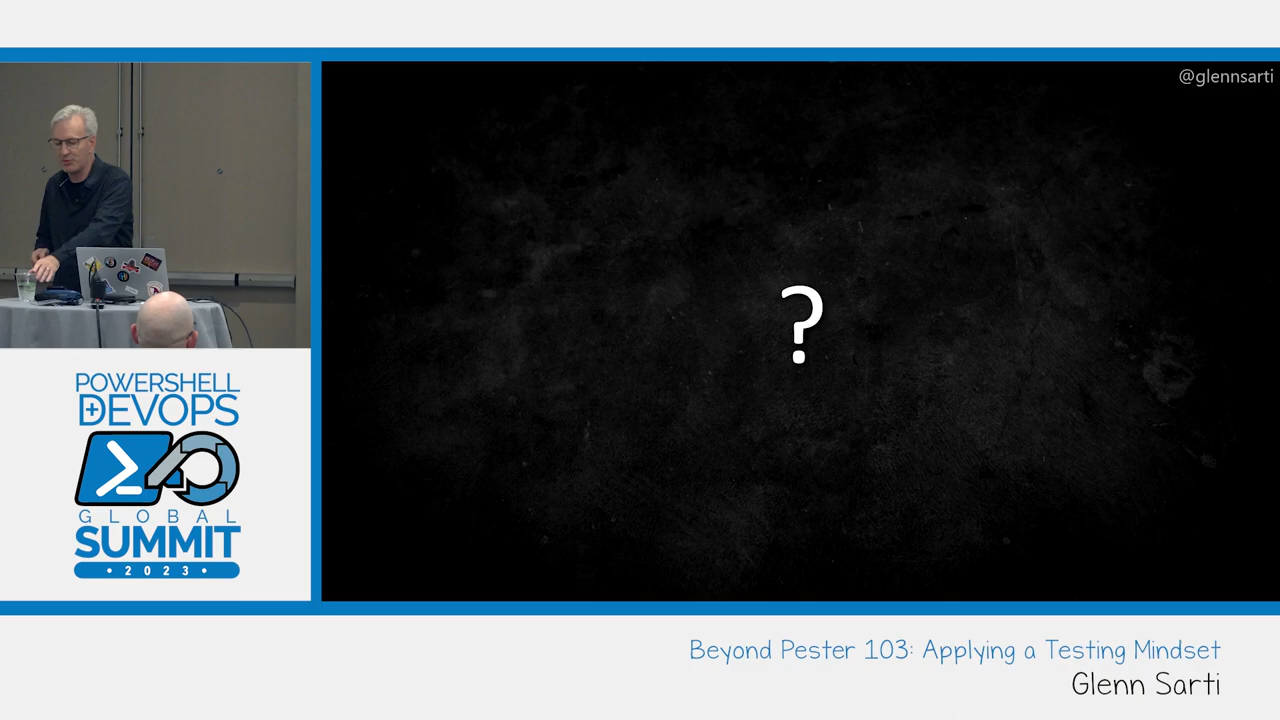 @glennsarti
?
POWERSHELL
+DEVOPS
GLOBAL
SUMMIT
• 2023 •
Beyond Pester 103: Applying a Testing Mindset
Glenn Sarti